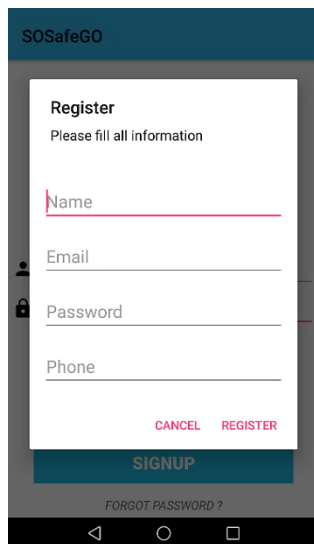 SOSafeGO
Register
Please fill all information
Name
Email
Password
Phone
CANCEL REGISTER
SIGNUP
FORGOT PASSWORD ?